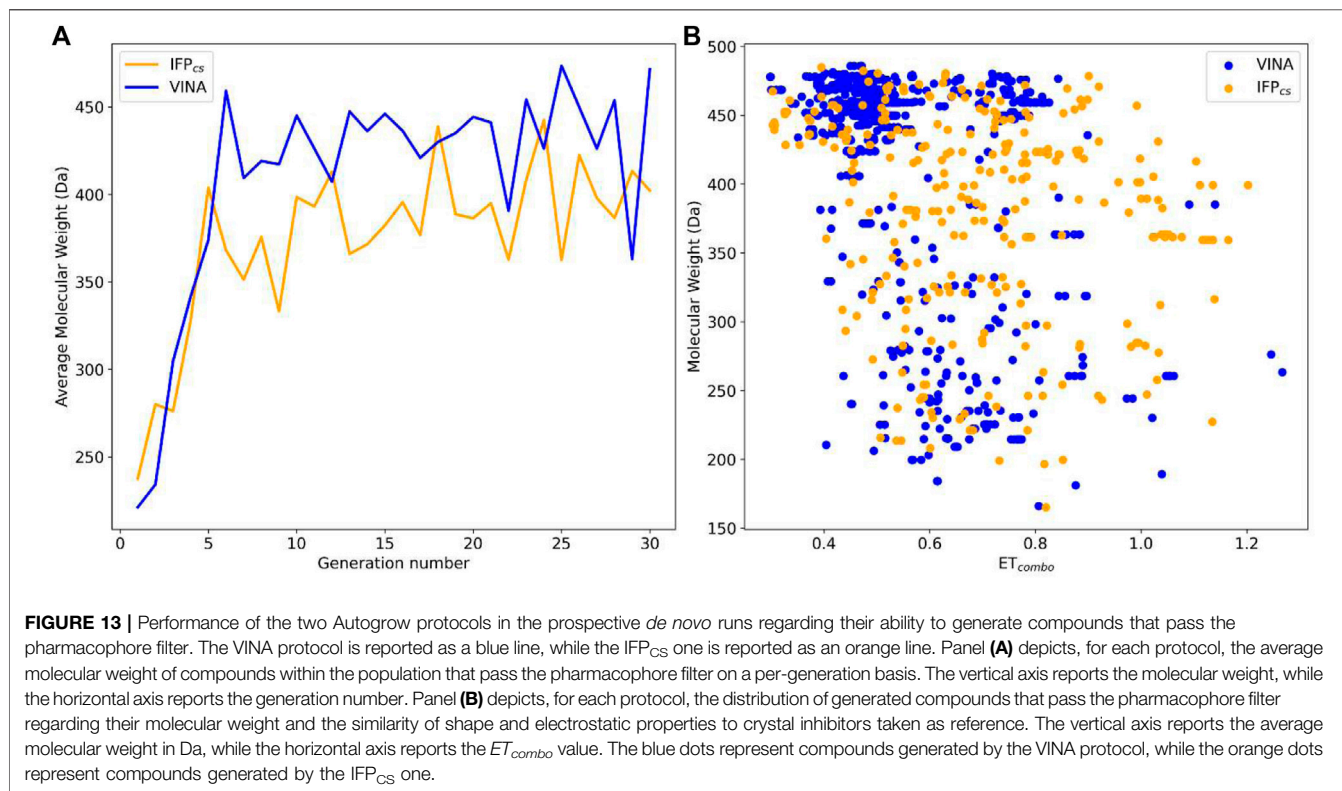 A
B
IFPcs
VINA
450
400
350
300
250
Average Molecular Weight (Da)
0
5
10
15
20
25
30
Generation number
VINA
IFPcs
500
450
400
350
300
250
200
150
Molecular Weight (Da)
0.4
0.6
0.8
1.0
1.2
ETcombo
FIGURE 13 | Performance of the two Autogrow protocols in the prospective de novo runs regarding their ability to generate compounds that pass the
pharmacophore filter. The VINA protocol is reported as a blue line, while the IFPCS one is reported as an orange line. Panel (A) depicts, for each protocol, the average
molecular weight of compounds within the population that pass the pharmacophore filter on a per-generation basis. The vertical axis reports the molecular weight, while
the horizontal axis reports the generation number. Panel (B) depicts, for each protocol, the distribution of generated compounds that pass the pharmacophore filter
regarding their molecular weight and the similarity of shape and electrostatic properties to crystal inhibitors taken as reference. The vertical axis reports the average
molecular weight in Da, while the horizontal axis reports the ETcombo value. The blue dots represent compounds generated by the VINA protocol, while the orange dots
represent compounds generated by the IFPCS one.